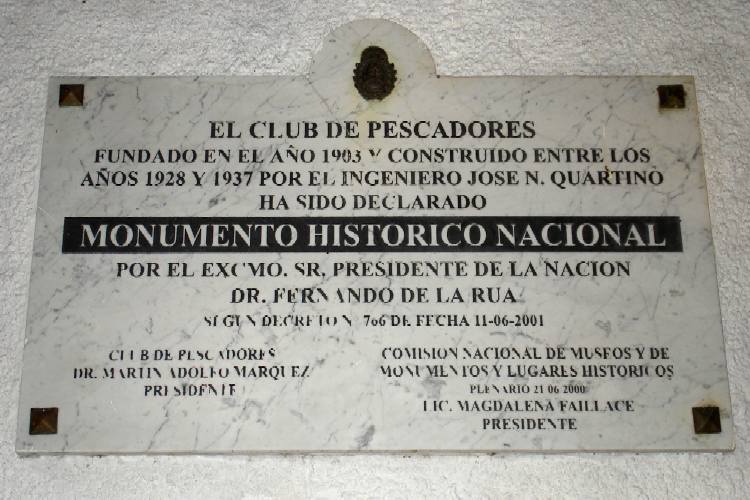 EL CLUB DE PESCADORES
FUNDADO EN EL AÑO 1903 Y CONSTRUIDO ENTRE LOS
AÑOS 1928 Y 1937 POR EL INGENIERO JOSE N. QUARTINO
HA SIDO DECLARADO
MONUMENTO HISTORICO NACIONAL
POR EL EXCMO. SR. PRESIDENTE DE LA NACION
DR. FERNANDO DE LA RUA
SEGUN DECRETO N 766 DE FECHA 11-06-2001
CLUB DE PESCADORES
DR. MARTIN ADOLFO MARQUEZ
PRESIDENTE
COMISION NACIONAL DE MUSEOS Y DE
MONUMENTOS Y LUGARES HISTORICOS
PLENARIO 21 06 2000
LIC. MAGDALENA FAILLACE
PRESIDENTE